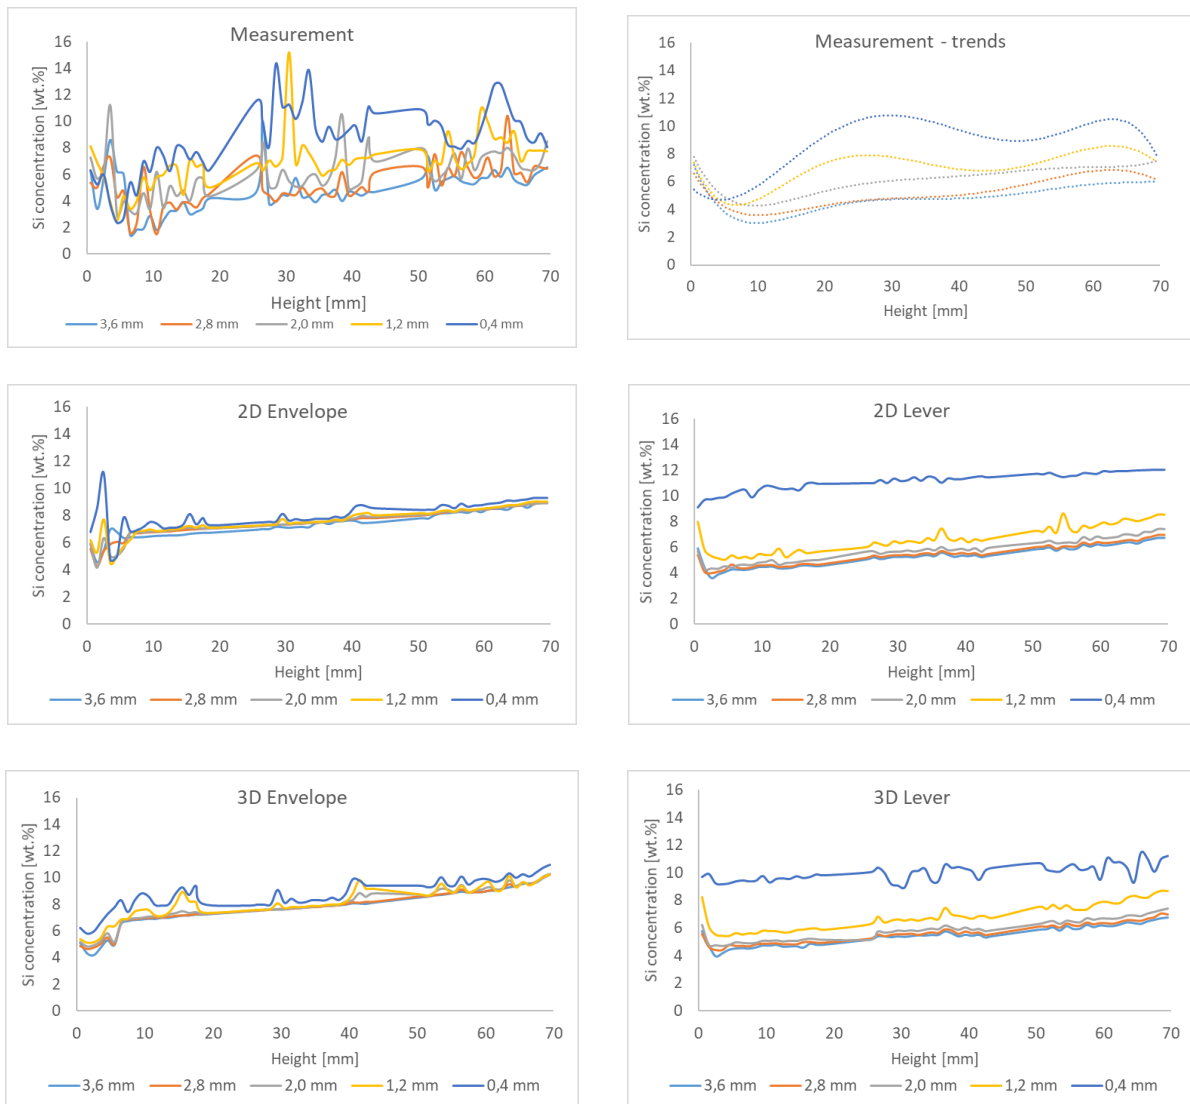 Measurement
Si concentration [wt.%]
16
14
12
10
8
6
4
2
0
0 10 20 30 40 50 60 70
Height [mm]
3,6 mm 2,8 mm 2,0 mm 1,2 mm 0,4 mm
Measurement - trends
Si concentration [wt.%]
16
14
12
10
8
6
4
2
0
0 10 20 30 40 50 60 70
Height [mm]
2D Envelope
Si concentration [wt.%]
16
14
12
10
8
6
4
2
0
0 10 20 30 40 50 60 70
Height [mm]
3,6 mm 2,8 mm 2,0 mm 1,2 mm 0,4 mm
2D Lever
Si concentration [wt.%]
16
14
12
10
8
6
4
2
0
0 10 20 30 40 50 60 70
Height [mm]
3,6 mm 2,8 mm 2,0 mm 1,2 mm 0,4 mm
3D Envelope
Si concentration [wt.%]
16
14
12
10
8
6
4
2
0
0 10 20 30 40 50 60 70
Height [mm]
3,6 mm 2,8 mm 2,0 mm 1,2 mm 0,4 mm
3D Lever
Si concentration [wt.%]
16
14
12
10
8
6
4
2
0
0 10 20 30 40 50 60 70
Height [mm]
3,6 mm 2,8 mm 2,0 mm 1,2 mm 0,4 mm